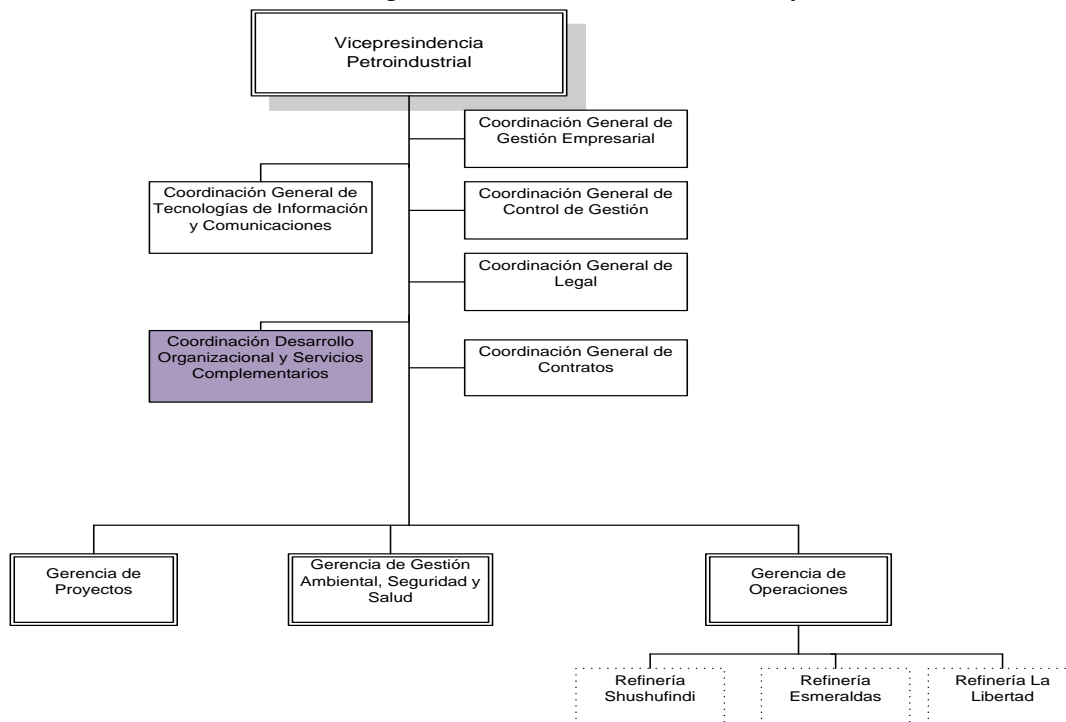 Vicepresindencia
Petroindustrial
Coordinación General de
Gestión Empresarial
Coordinación General de
Tecnologías de Información
y Comunicaciones
Coordinación General de
Control de Gestión
Coordinación General de
Legal
Coordinación Desarrollo
Organizacional y Servicios
Complementarios
Coordinación General de
Contratos
Gerencia de
Proyectos
Gerencia de Gestión
Ambiental, Seguridad y
Salud
Gerencia de
Operaciones
Refinería
Shushufindi
Refinería
Esmeraldas
Refinería La
Libertad